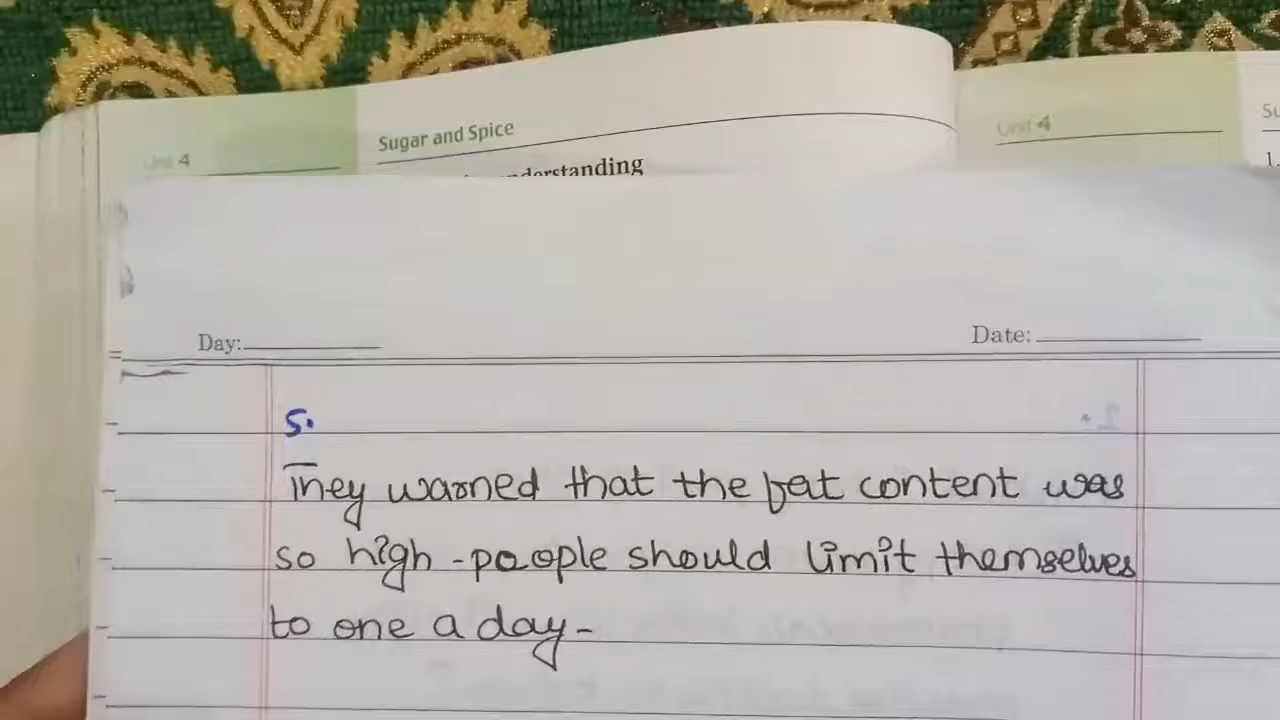 Unit 4
Sugar and Spice
understanding
Unit 4
1.
Day:
Date:
5.
They warned that the fat content was
so high - people should limit themselves
to one a day -